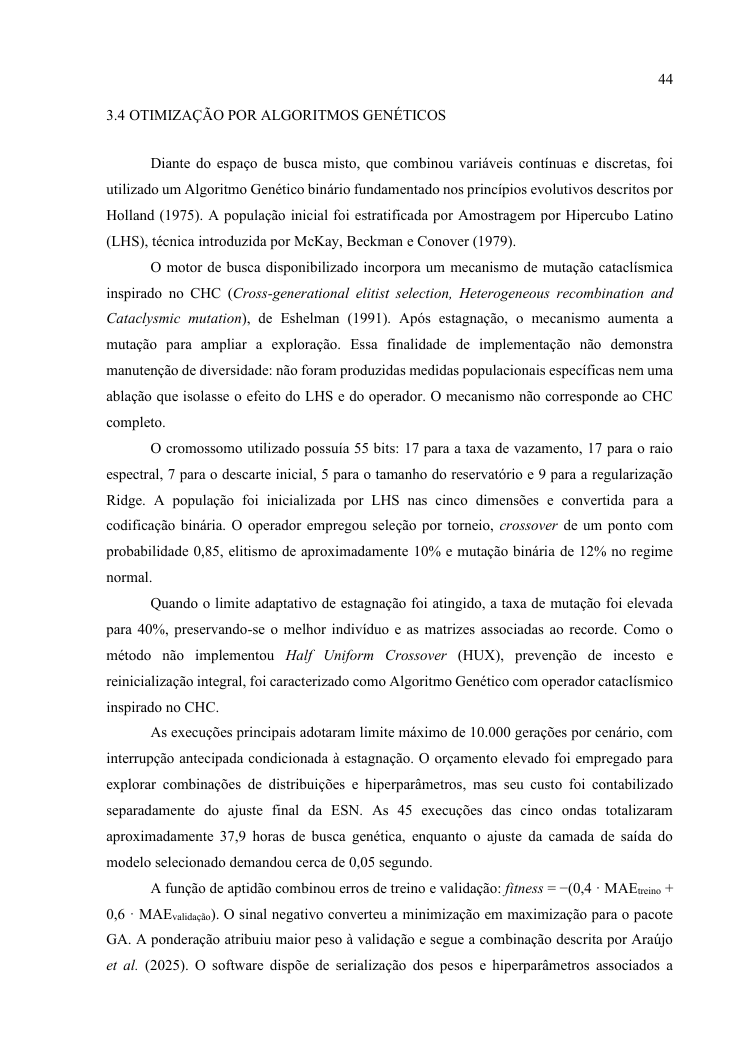 44
3.4 OTIMIZAÇÃO POR ALGORITMOS GENÉTICOS
Diante do espaço de busca misto, que combinou variáveis contínuas e discretas, foi
utilizado um Algoritmo Genético binário fundamentado nos princípios evolutivos descritos por
Holland (1975). A população inicial foi estratificada por Amostragem por Hipercubo Latino
(LHS), técnica introduzida por McKay, Beckman e Conover (1979).
O motor de busca disponibilizado incorpora um mecanismo de mutação cataclísmica
inspirado no CHC (Cross-generational elitist selection, Heterogeneous recombination and
Cataclysmic mutation), de Eshelman (1991). Após estagnação, o mecanismo aumenta a
mutação para ampliar a exploração. Essa finalidade de implementação não demonstra
manutenção de diversidade: não foram produzidas medidas populacionais específicas nem uma
ablação que isolasse o efeito do LHS e do operador. O mecanismo não corresponde ao CHC
completo.
O cromossomo utilizado possuía 55 bits: 17 para a taxa de vazamento, 17 para o raio
espectral, 7 para o descarte inicial, 5 para o tamanho do reservatório e 9 para a regularização
Ridge. A população foi inicializada por LHS nas cinco dimensões e convertida para a
codificação binária. O operador empregou seleção por torneio, crossover de um ponto com
probabilidade 0,85, elitismo de aproximadamente 10% e mutação binária de 12% no regime
normal.
Quando o limite adaptativo de estagnação foi atingido, a taxa de mutação foi elevada
para 40%, preservando-se o melhor indivíduo e as matrizes associadas ao recorde. Como o
método não implementou Half Uniform Crossover (HUX), prevenção de incesto e
reinicialização integral, foi caracterizado como Algoritmo Genético com operador cataclísmico
inspirado no CHC.
As execuções principais adotaram limite máximo de 10.000 gerações por cenário, com
interrupção antecipada condicionada à estagnação. O orçamento elevado foi empregado para
explorar combinações de distribuições e hiperparâmetros, mas seu custo foi contabilizado
separadamente do ajuste final da ESN. As 45 execuções das cinco ondas totalizaram
aproximadamente 37,9 horas de busca genética, enquanto o ajuste da camada de saída do
modelo selecionado demandou cerca de 0,05 segundo.
A função de aptidão combinou erros de treino e validação: fitness = −(0,4 · MAEtreino +
0,6 · MAEvalidação). O sinal negativo converteu a minimização em maximização para o pacote
GA. A ponderação atribuiu maior peso à validação e segue a combinação descrita por Araújo
et al. (2025). O software dispõe de serialização dos pesos e hiperparâmetros associados a